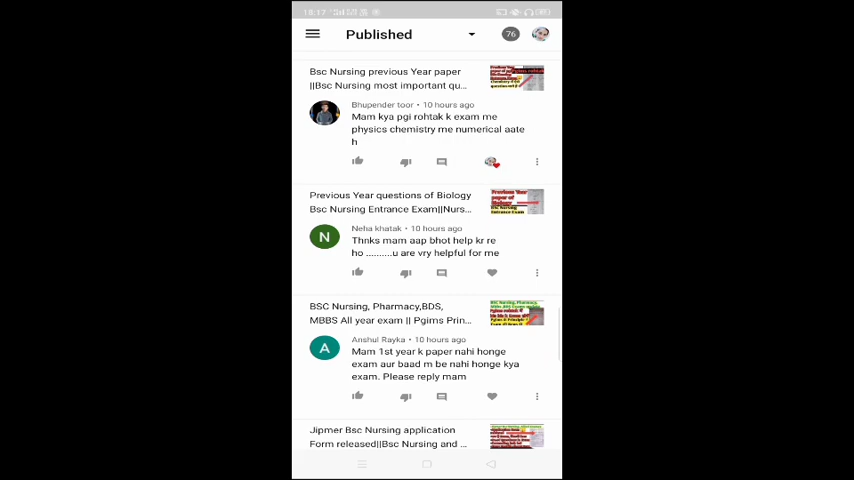 18:17
Published
76
Bsc Nursing previous Year paper
||Bsc Nursing most important qu...
Bhupender toor • 10 hours ago
Mam kya pgi rohtak k exam me
physics chemistry me numerical aate
h
Previous Year questions of Biology
Bsc Nursing Entrance Exam||Nurs...
N
Neha khatak • 10 hours ago
Thnks mam aap bhot help kr re
ho ..........u are vry helpful for me
BSC Nursing, Pharmacy,BDS,
MBBS All year exam || Pgims Prin...
A
Anshul Rayka • 10 hours ago
Mam 1st year k paper nahi honge
exam aur baad m be nahi honge kya
exam. Please reply mam
Jipmer Bsc Nursing application
Form released||Bsc Nursing and ...